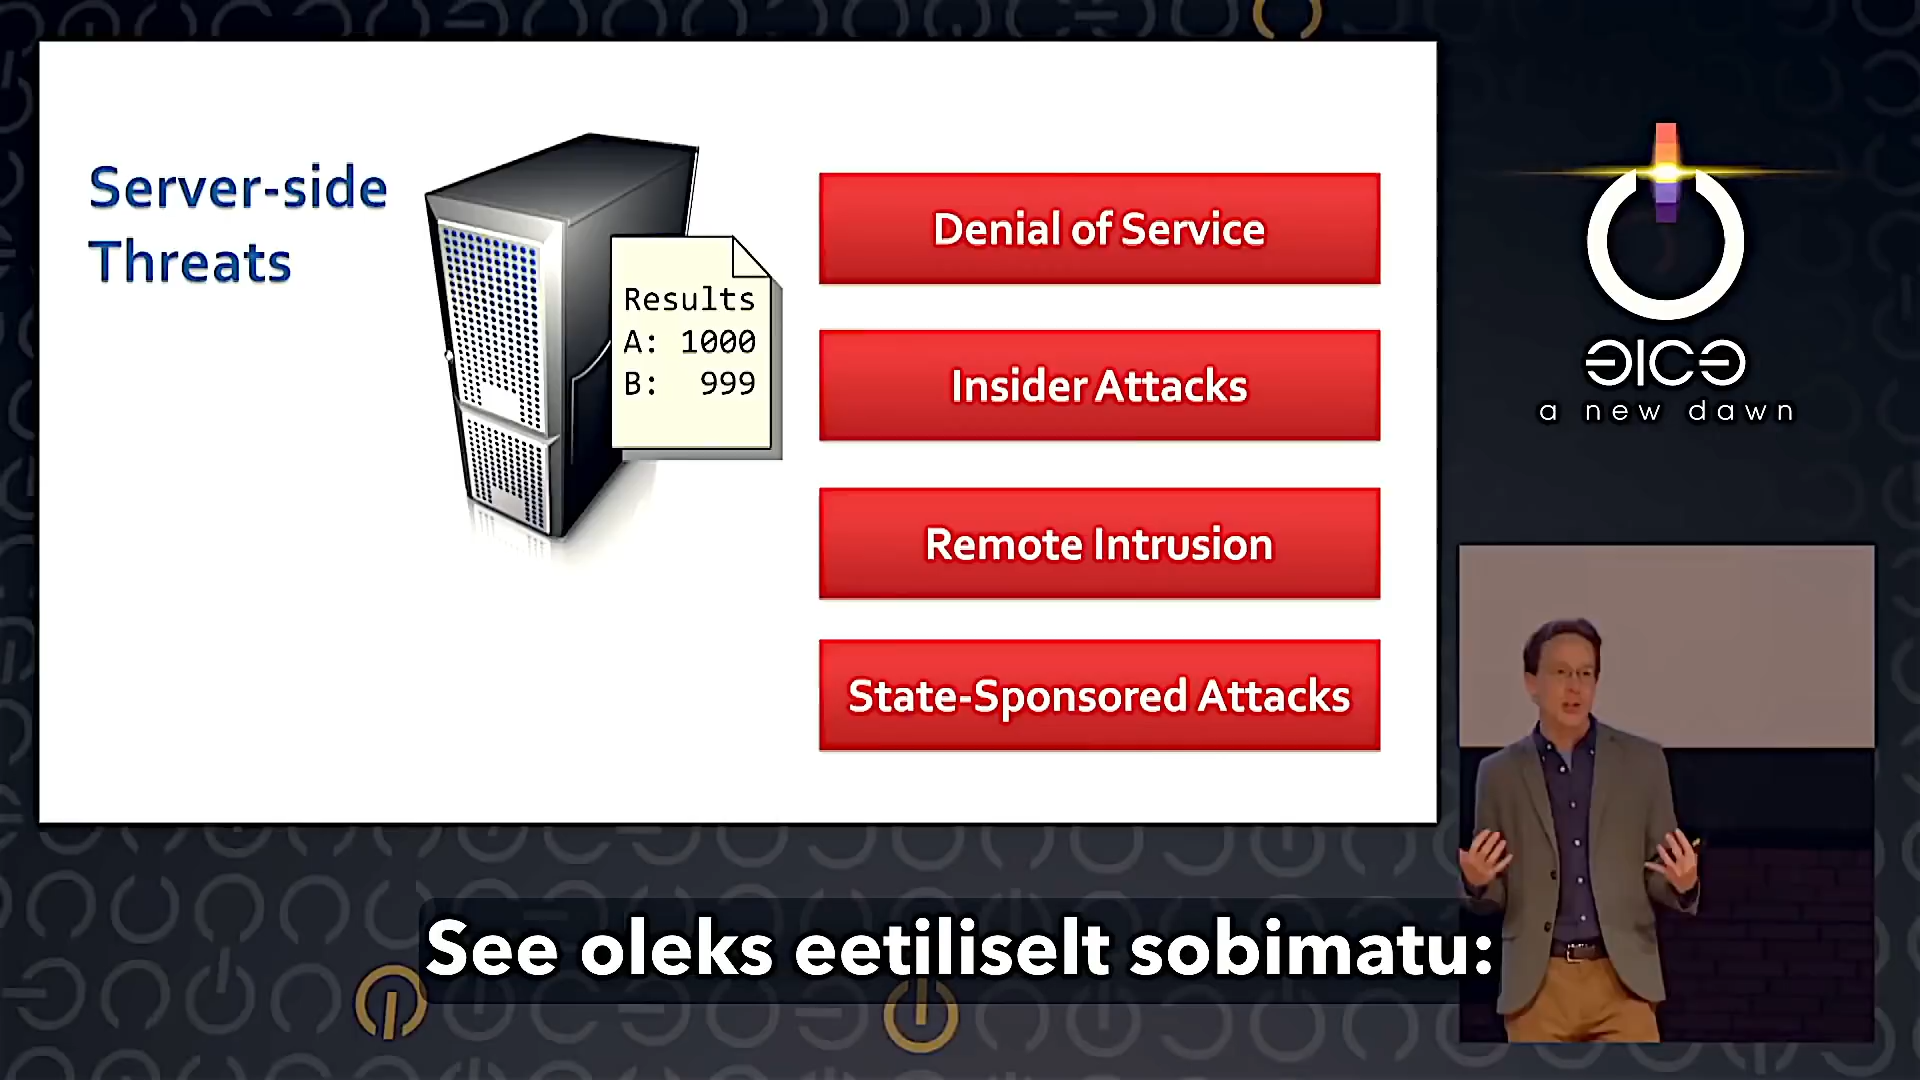 Server-side
Threats
Results
A: 1000
B: 999
Denial of Service
Insider Attacks
Remote Intrusion
State-Sponsored Attacks
a new dawn
See oleks eetiliselt sobimatu: